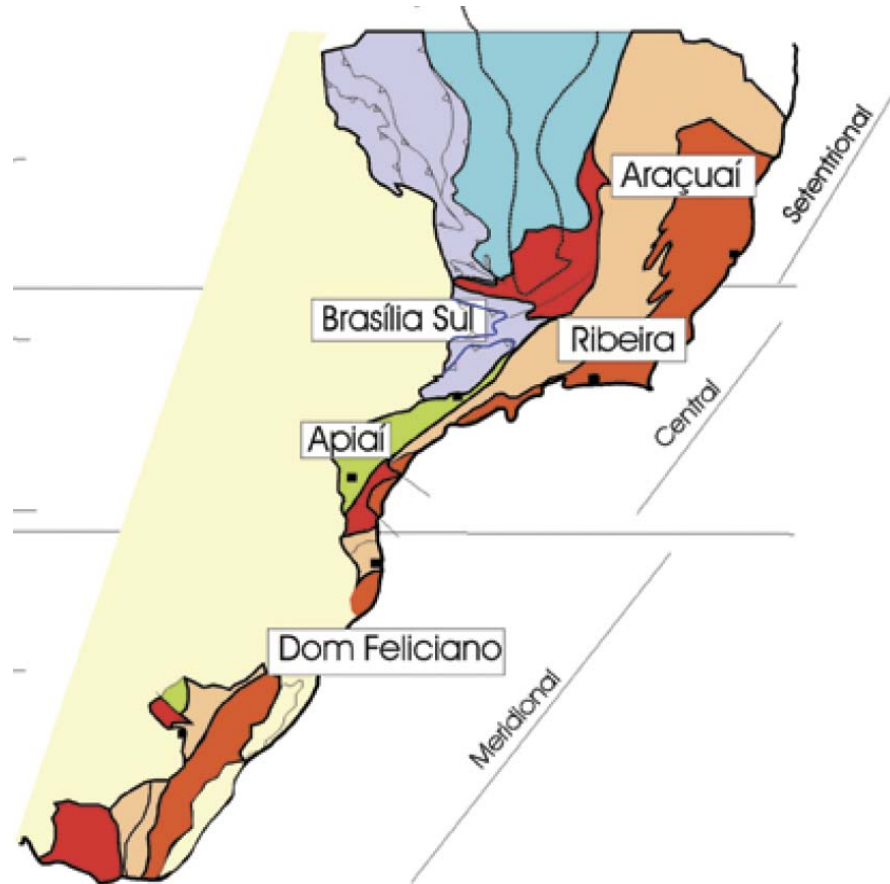 Araçuaí
Setentrional
Brasília Sul
Ribeira
Central
Apiaí
Dom Feliciano
Meridional